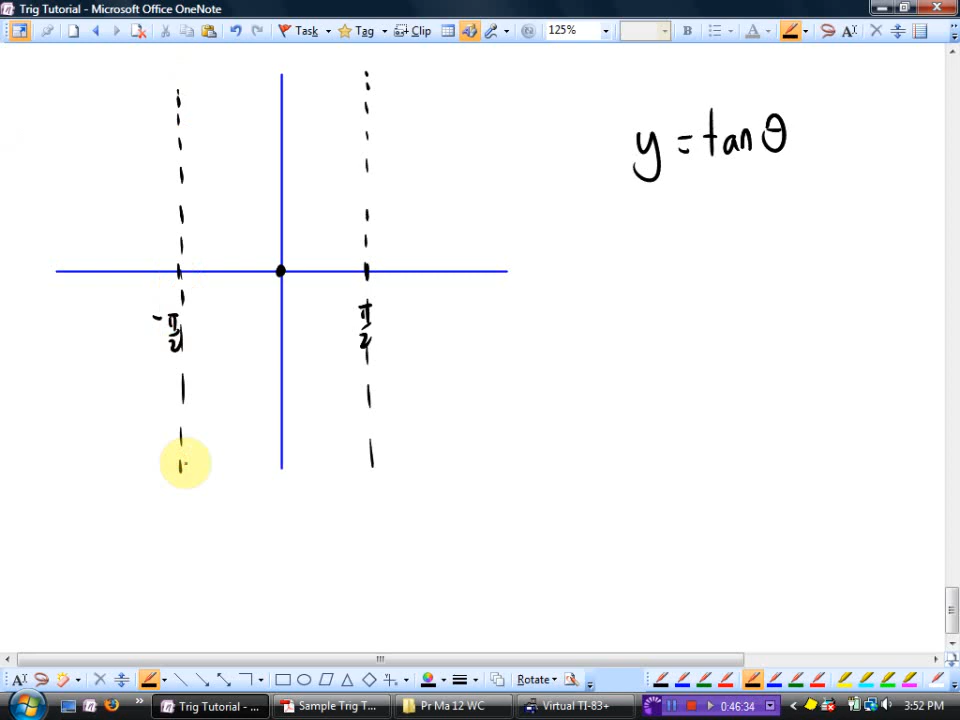 Trig Tutorial - Microsoft Office OneNote
Task Tag Clip 125% B A A
y = tan θ
-π/2 π/2
A Rotate
Trig Tutorial - ... Sample Trig T... Pr Ma 12 WC Virtual TI-83+ 0:46:34 3:52 PM